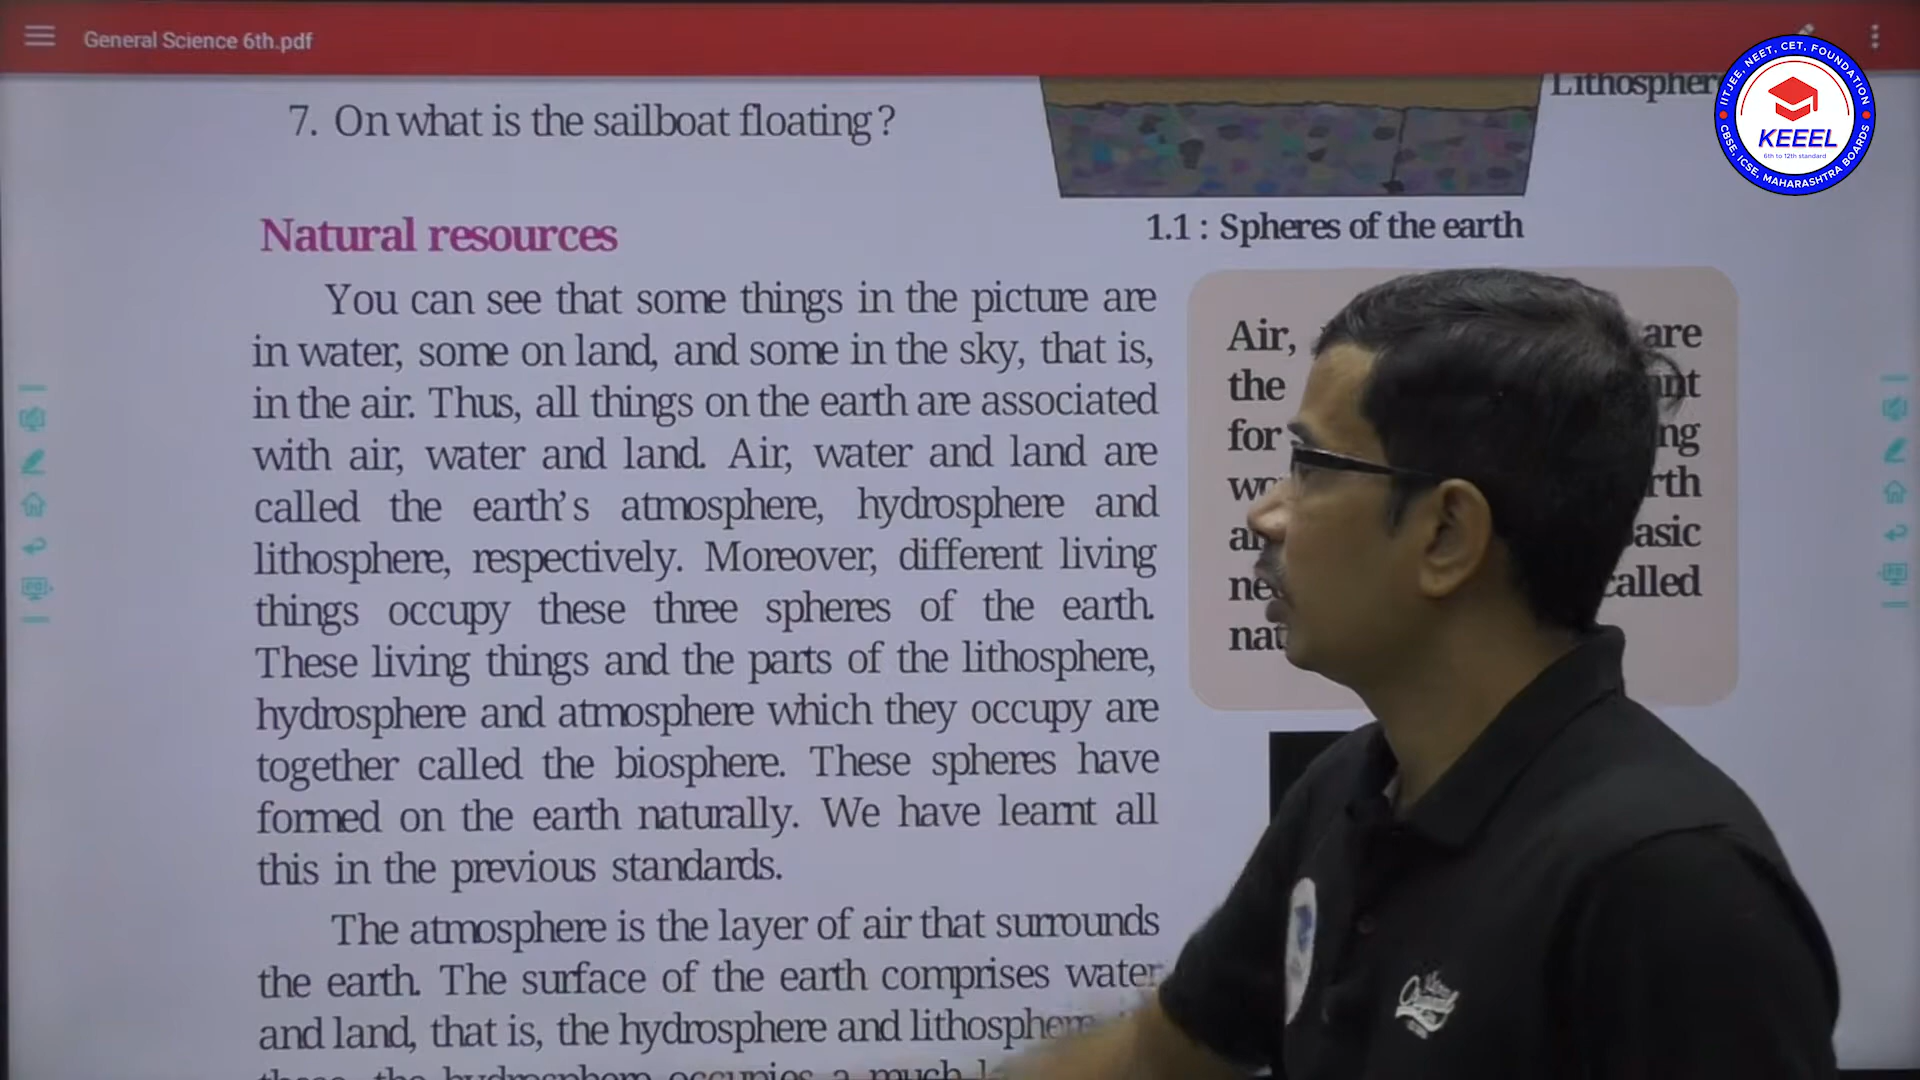 General Science 6th.pdf
7. On what is the sailboat floating?
Lithospher
1.1 : Spheres of the earth
Natural resources
You can see that some things in the picture are
in water, some on land, and some in the sky, that is,
in the air. Thus, all things on the earth are associated
with air, water and land. Air, water and land are
called the earth's atmosphere, hydrosphere and
lithosphere, respectively. Moreover, different living
things occupy these three spheres of the earth.
These living things and the parts of the lithosphere,
hydrosphere and atmosphere which they occupy are
together called the biosphere. These spheres have
formed on the earth naturally. We have learnt all
this in the previous standards.
The atmosphere is the layer of air that surrounds
the earth. The surface of the earth comprises water
and land, that is, the hydrosphere and lithosphere
the hydrosphere occupies a much
Air, are
the
for
called
IITJEE, NEET, CET, FOUNDATION
KEEEL
6th to 12th standard
CBSE, ICSE, MAHARASHTRA BOARDS